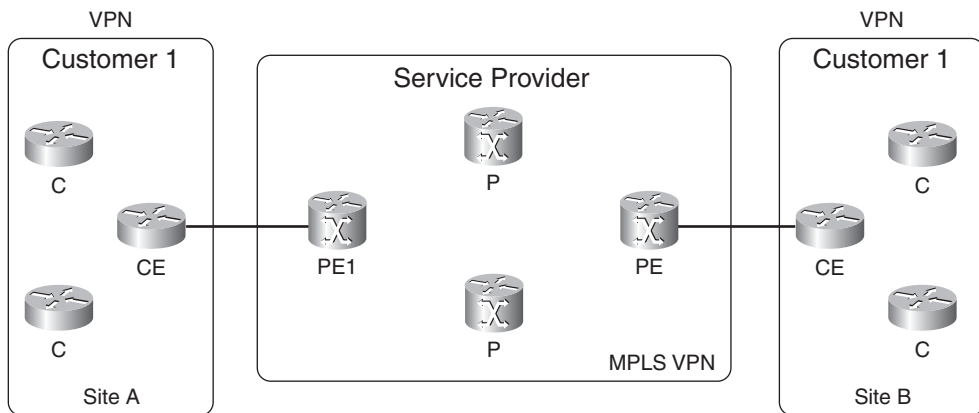 VPN
VPN
Customer 1
Service Provider
Customer 1
P
C
C
CE
PE1
PE
CE
C
P
C
MPLS VPN
Site A
Site B